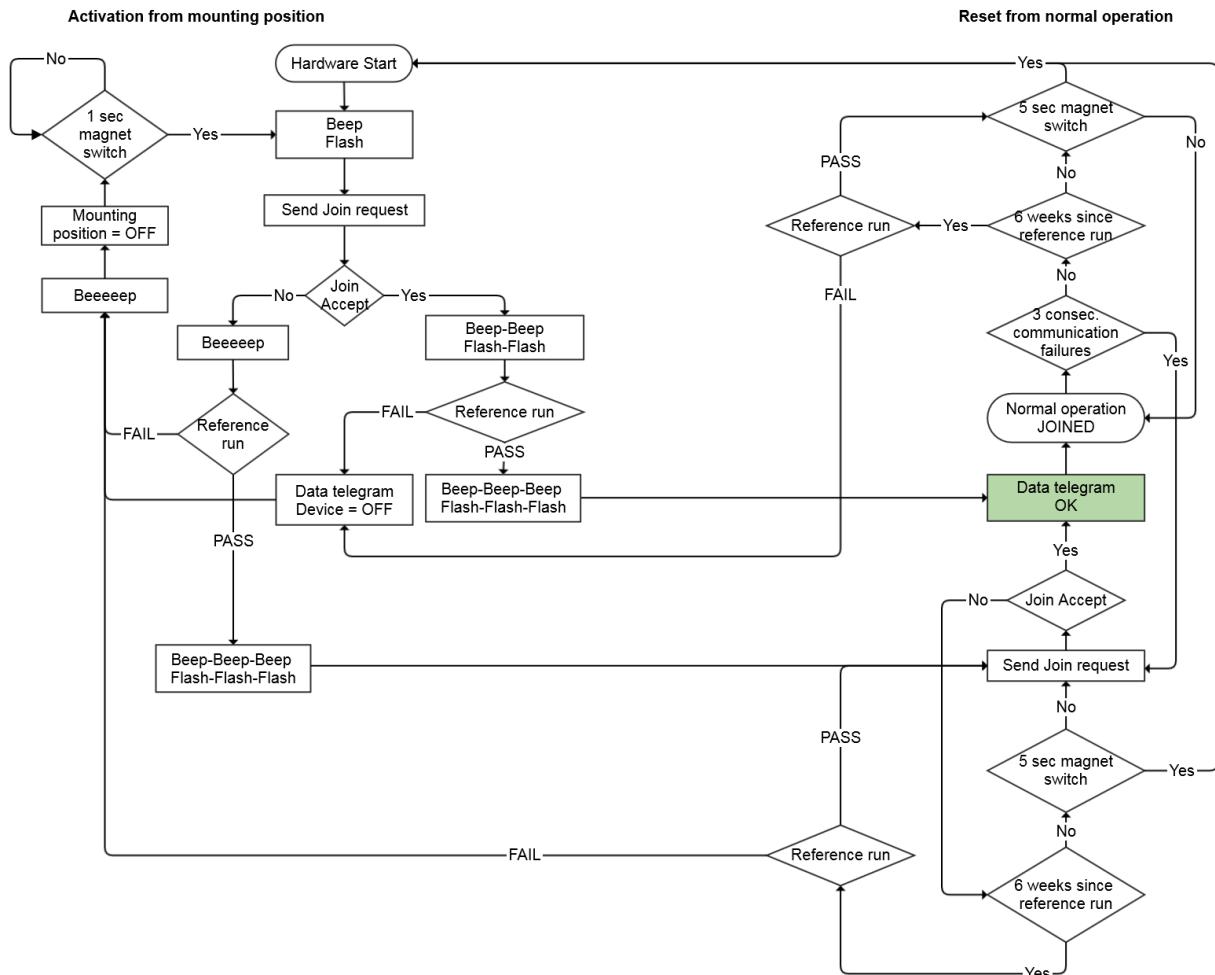 Activation from mounting position
Reset from normal operation
No
Hardware Start
Yes
1 sec
magnet
switch
Yes
Beep
Flash
5 sec magnet
switch
No
PASS
No
Mounting
position = OFF
Send Join request
Reference run
Yes
6 weeks since
reference run
No
Beeeeep
No
Join
Accept
Yes
FAIL
3 consec.
communication
failures
Yes
Beeeeep
Beep-Beep
Flash-Flash
Normal operation
JOINED
FAIL
Reference
run
FAIL
Reference run
PASS
Data telegram
Device = OFF
Beep-Beep-Beep
Flash-Flash-Flash
Data telegram
OK
PASS
Yes
No
Join Accept
Beep-Beep-Beep
Flash-Flash-Flash
Send Join request
No
PASS
5 sec magnet
switch
Yes
No
FAIL
Reference run
6 weeks since
reference run
Yes